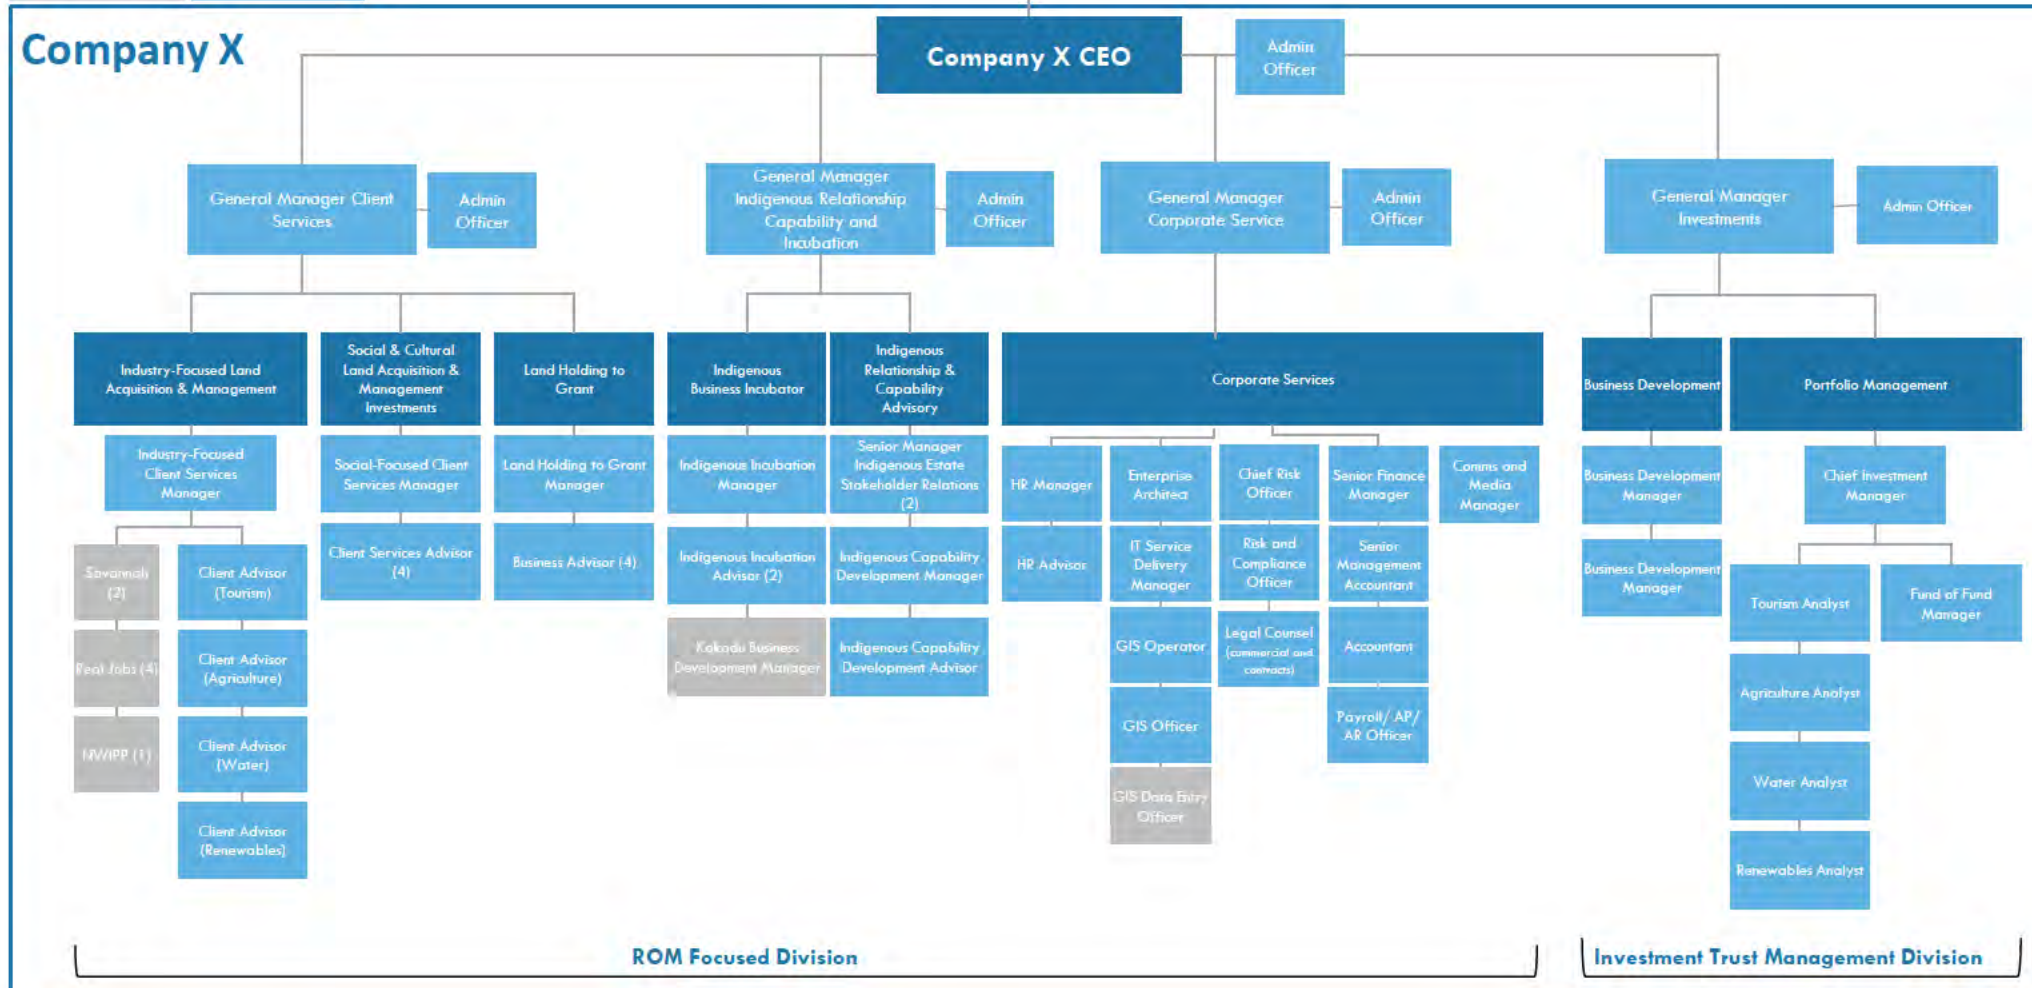 Company X
Company X CEO
Admin
Officer
General Manager Client
Services
Admin
Officer
General Manager
Indigenous Relationship
Capability and
Incubation
Admin
Officer
General Manager
Corporate Service
Admin
Officer
General Manager
Investments
Admin Officer
Industry-Focused Land
Acquisition & Management
Social & Cultural
Land Acquisition &
Management
Investments
Land Holding to
Grant
Indigenous
Business Incubator
Indigenous
Relationship &
Capability
Advisory
Corporate Services
Business Development
Portfolio Management
Industry-Focused
Client Services
Manager
Social-Focused Client
Services Manager
Land Holding to Grant
Manager
Indigenous Incubation
Manager
Senior Manager
Indigenous Estate
Stakeholder Relations
(2)
HR Manager
Enterprise
Architect
Chief Risk
Officer
Senior Finance
Manager
Comms and
Media
Manager
Business Development
Manager
Chief Investment
Manager
Savannah
(2)
Client Advisor
(Tourism)
Client Services Advisor
(4)
Business Advisor (4)
Indigenous Incubation
Advisor (2)
Indigenous Capability
Development Manager
HR Advisor
IT Service
Delivery
Manager
Risk and
Compliance
Officer
Senior
Management
Accountant
Business Development
Manager
Tourism Analyst
Fund of Fund
Manager
Real Jobs (4)
Client Advisor
(Agriculture)
Kakadu Business
Development Manager
Indigenous Capability
Development Advisor
GIS Operator
Legal Counsel
(commercial and
contracts)
Accountant
Agriculture Analyst
NWIPP (1)
Client Advisor
(Water)
GIS Officer
Payroll/ AP/
AR Officer
Water Analyst
GIS Data Entry
Officer
Client Advisor
(Renewables)
Renewables Analyst
ROM Focused Division
Investment Trust Management Division